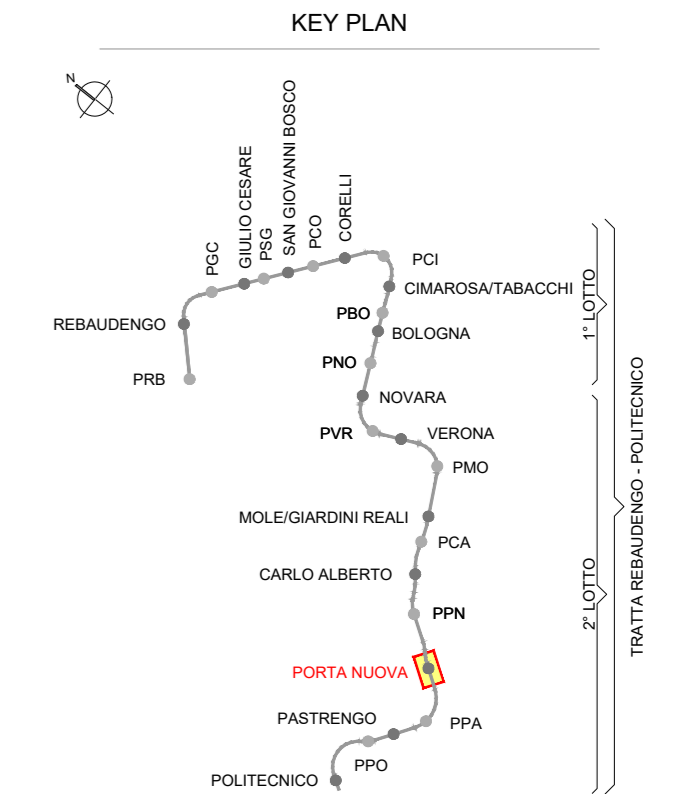 KEY PLAN
N
PGC
GIULIO CESARE
PSG
SAN GIOVANNI BOSCO
PCO
CORELLI
PCI
CIMAROSA/TABACCHI
PBO
BOLOGNA
REBAUDENGO
PNO
PRB
NOVARA
PVR
VERONA
PMO
MOLE/GIARDINI REALI
PCA
CARLO ALBERTO
PPN
PORTA NUOVA
PASTRENGO
PPA
PPO
POLITECNICO
1° LOTTO
2° LOTTO
TRATTA REBAUDENGO - POLITECNICO